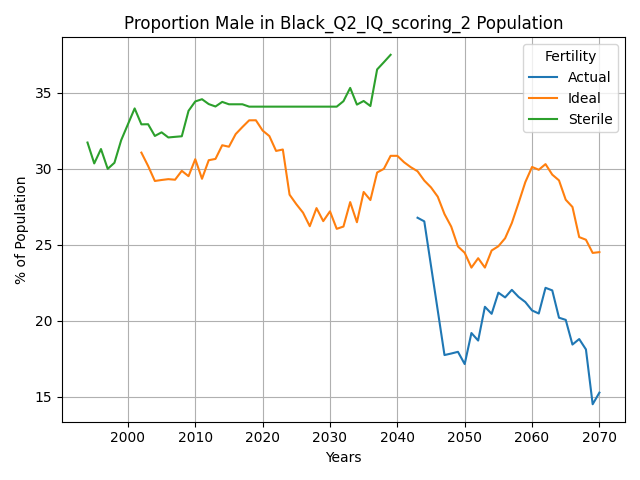 Proportion Male in Black_Q2_IQ_scoring_2 Population
Fertility
Actual
Ideal
Sterile
% of Population
35
30
25
20
15
2000 2010 2020 2030 2040 2050 2060 2070
Years